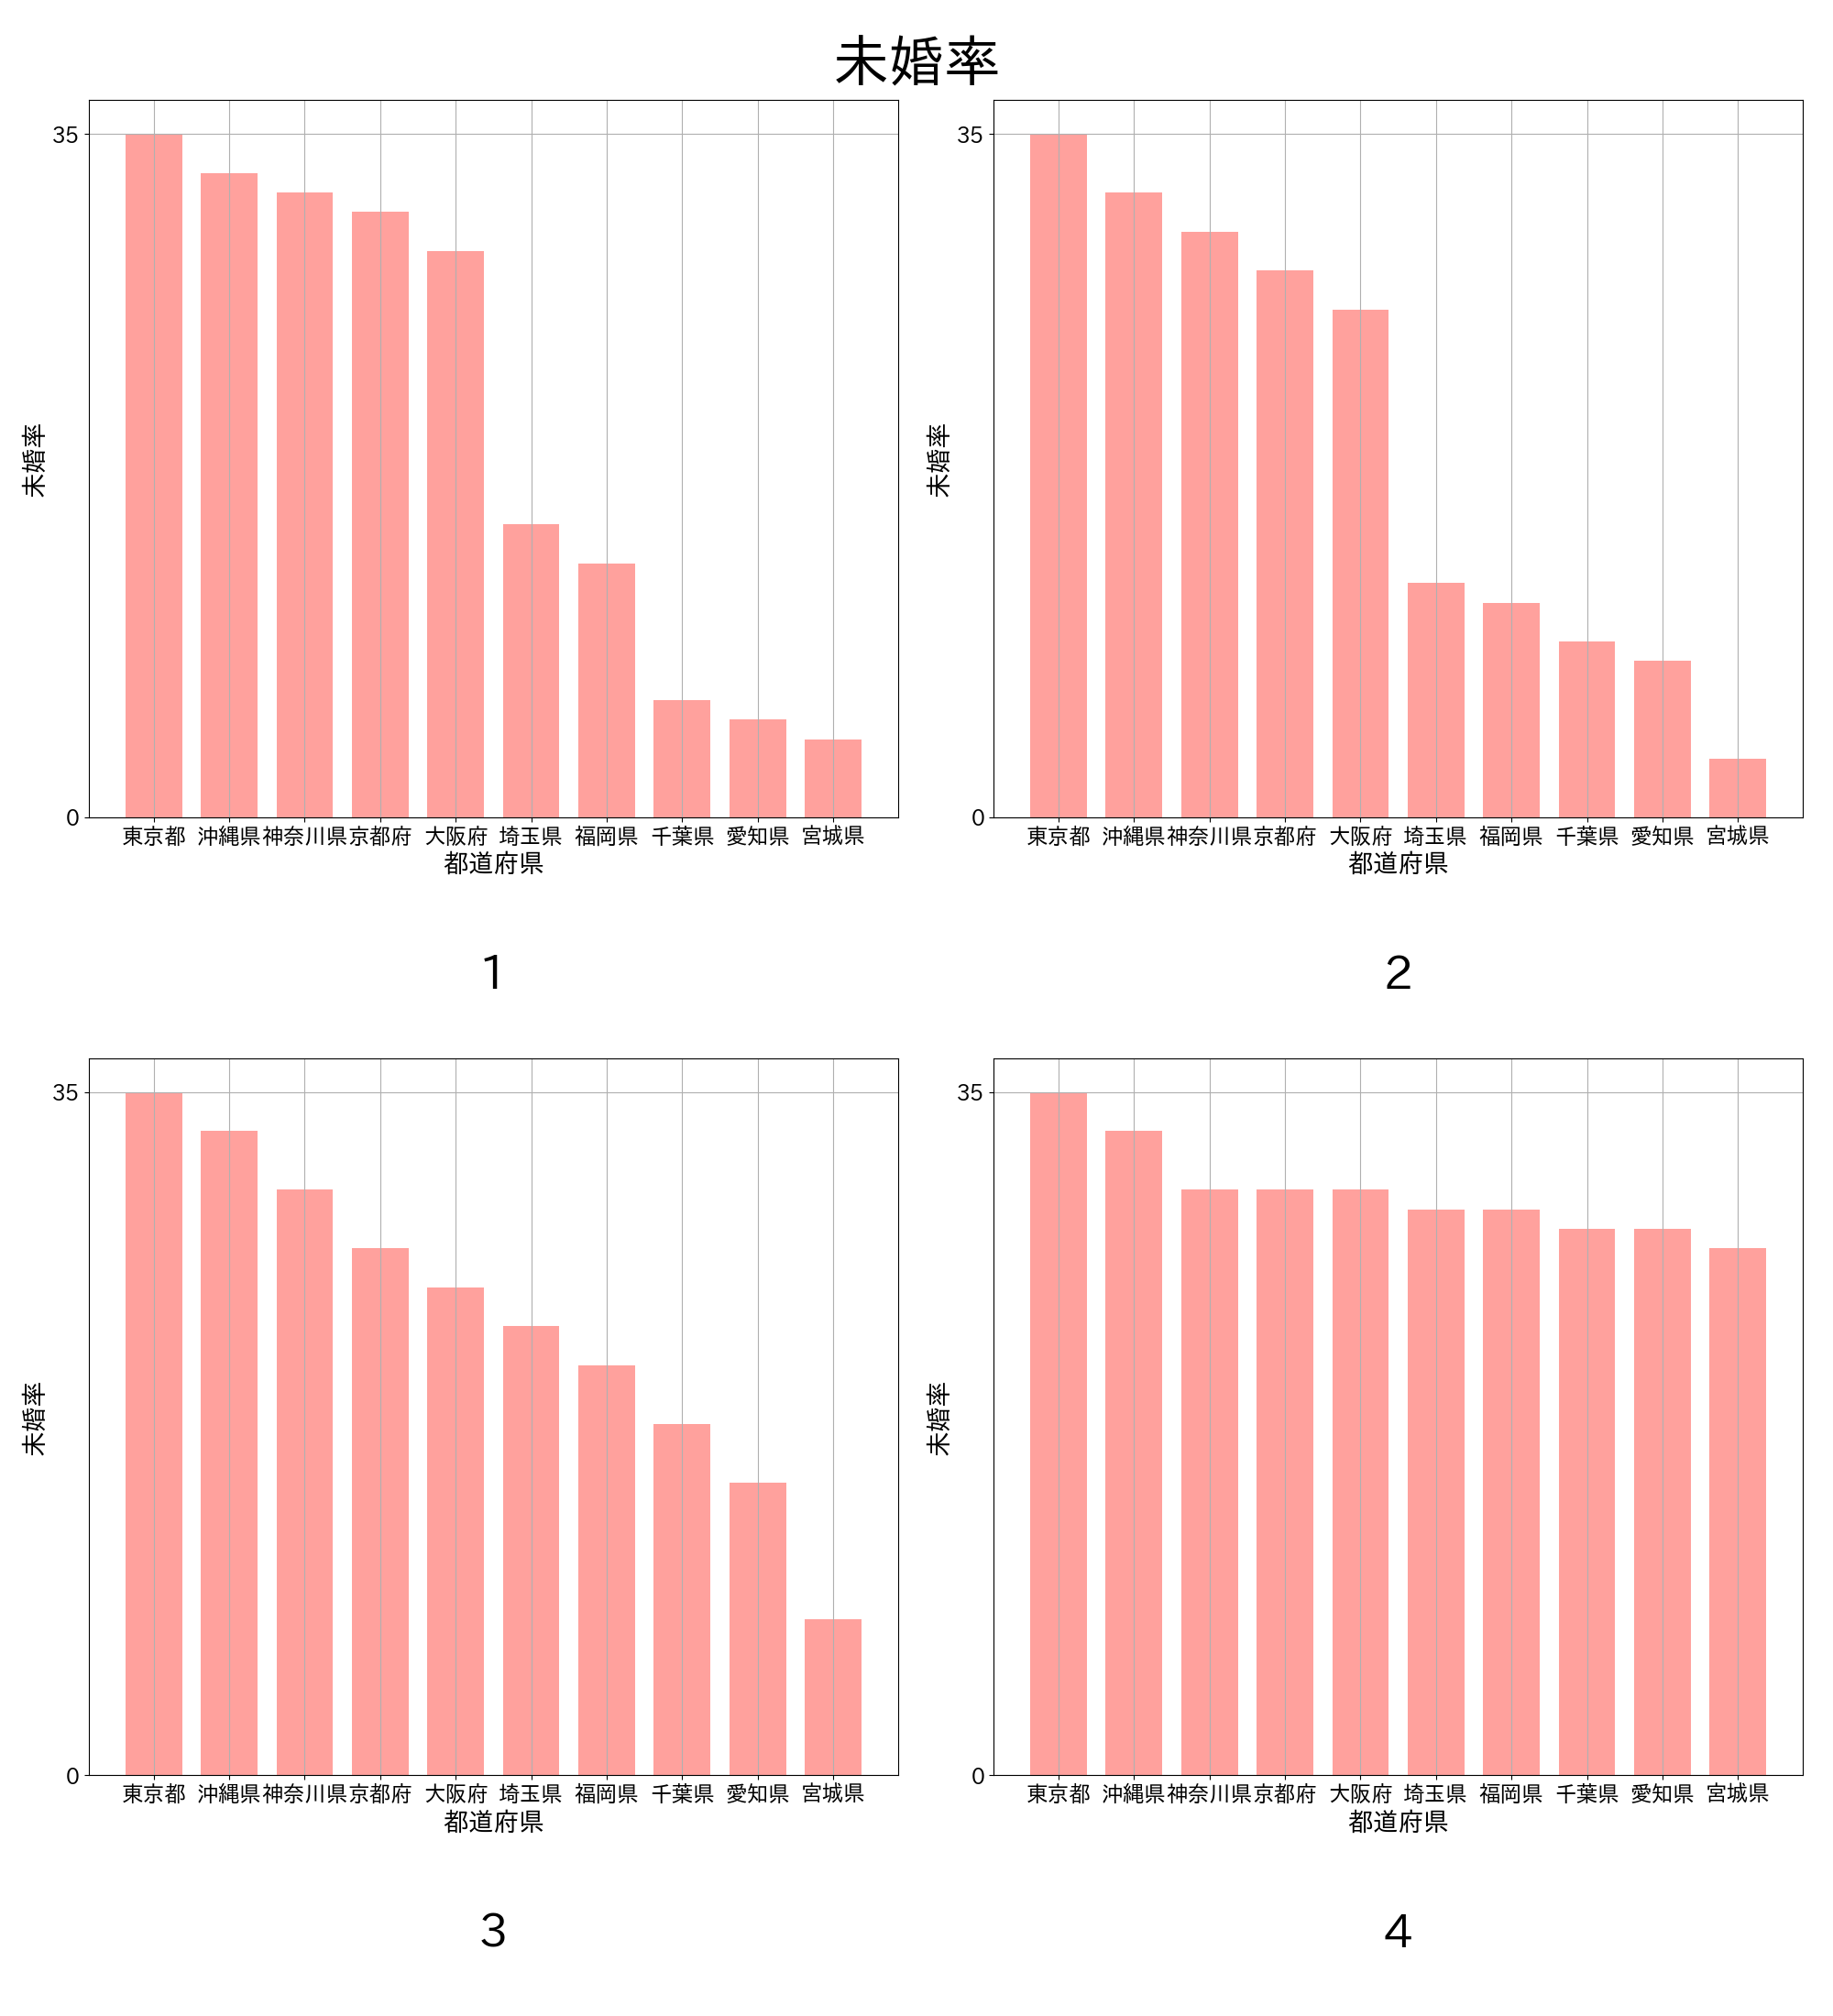 未婚率
35
0
未婚率
東京都 沖縄県 神奈川県 京都府 大阪府 埼玉県 福岡県 千葉県 愛知県 宮城県
都道府県
1
35
0
未婚率
東京都 沖縄県 神奈川県 京都府 大阪府 埼玉県 福岡県 千葉県 愛知県 宮城県
都道府県
2
35
0
未婚率
東京都 沖縄県 神奈川県 京都府 大阪府 埼玉県 福岡県 千葉県 愛知県 宮城県
都道府県
3
35
0
未婚率
東京都 沖縄県 神奈川県 京都府 大阪府 埼玉県 福岡県 千葉県 愛知県 宮城県
都道府県
4